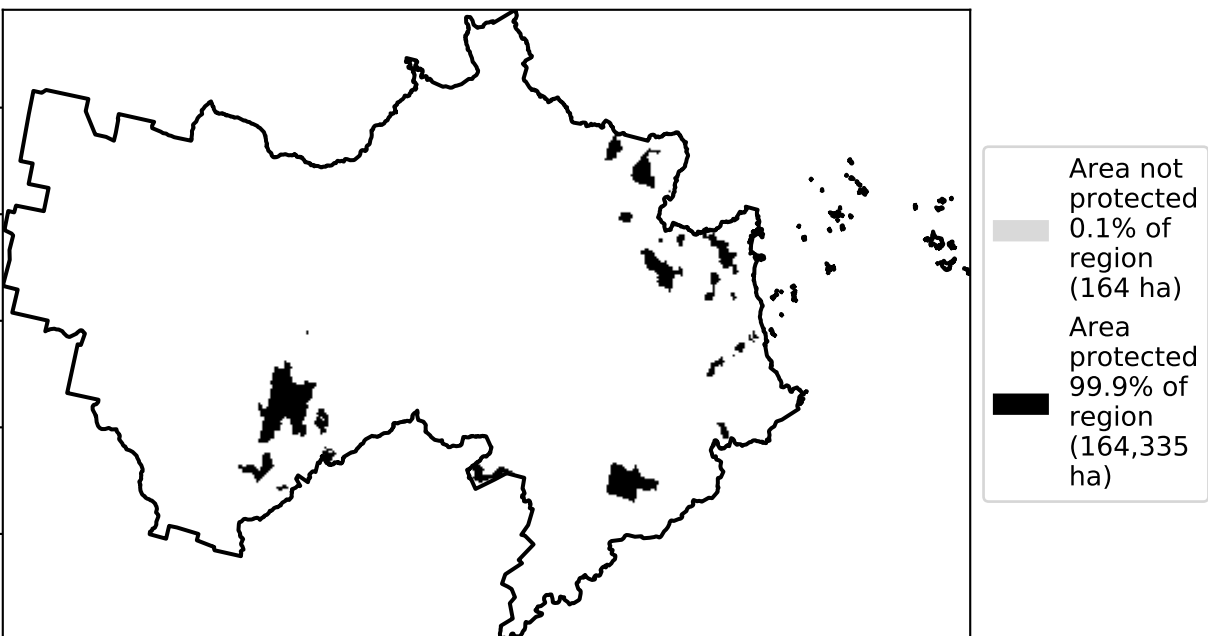 Area not
protected
0.1% of
region
(164 ha)
Area
protected
99.9% of
region
(164,335
ha)